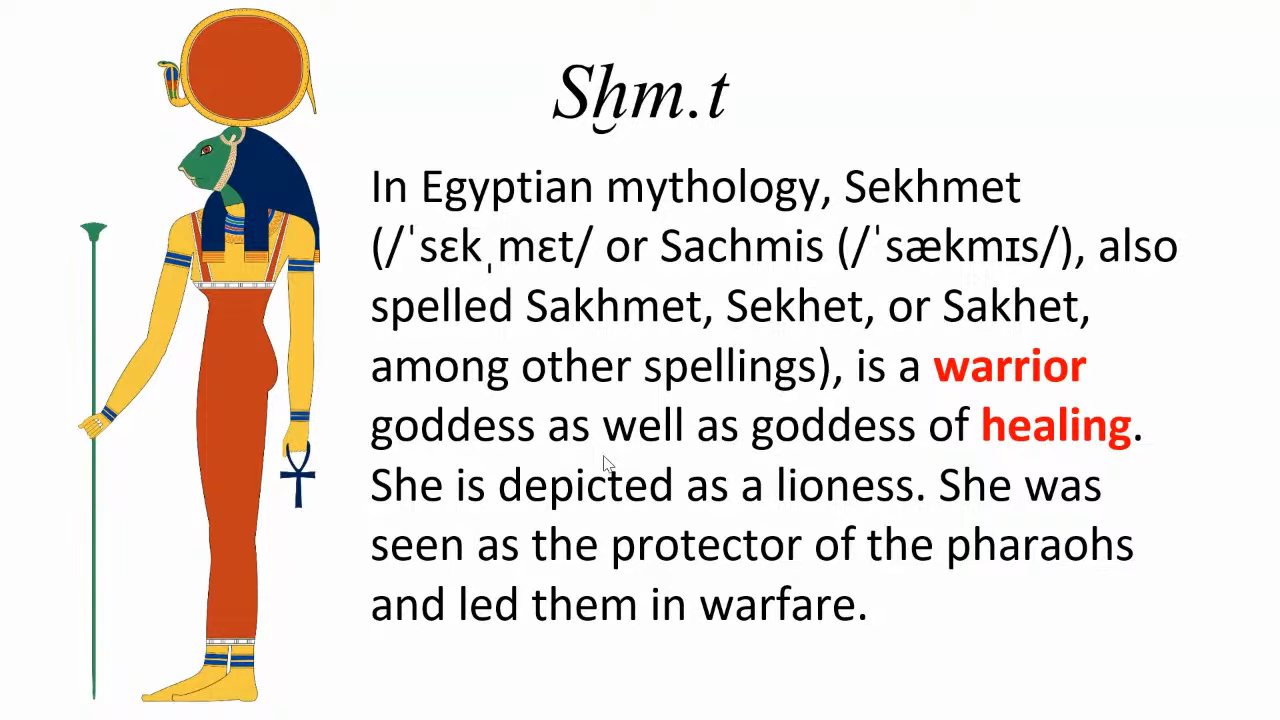 Sḫm.t
In Egyptian mythology, Sekhmet
(/ˈsɛkˌmɛt/ or Sachmis (/ˈsækmɪs/), also
spelled Sakhmet, Sekhet, or Sakhet,
among other spellings), is a warrior
goddess as well as goddess of healing.
She is depicted as a lioness. She was
seen as the protector of the pharaohs
and led them in warfare.